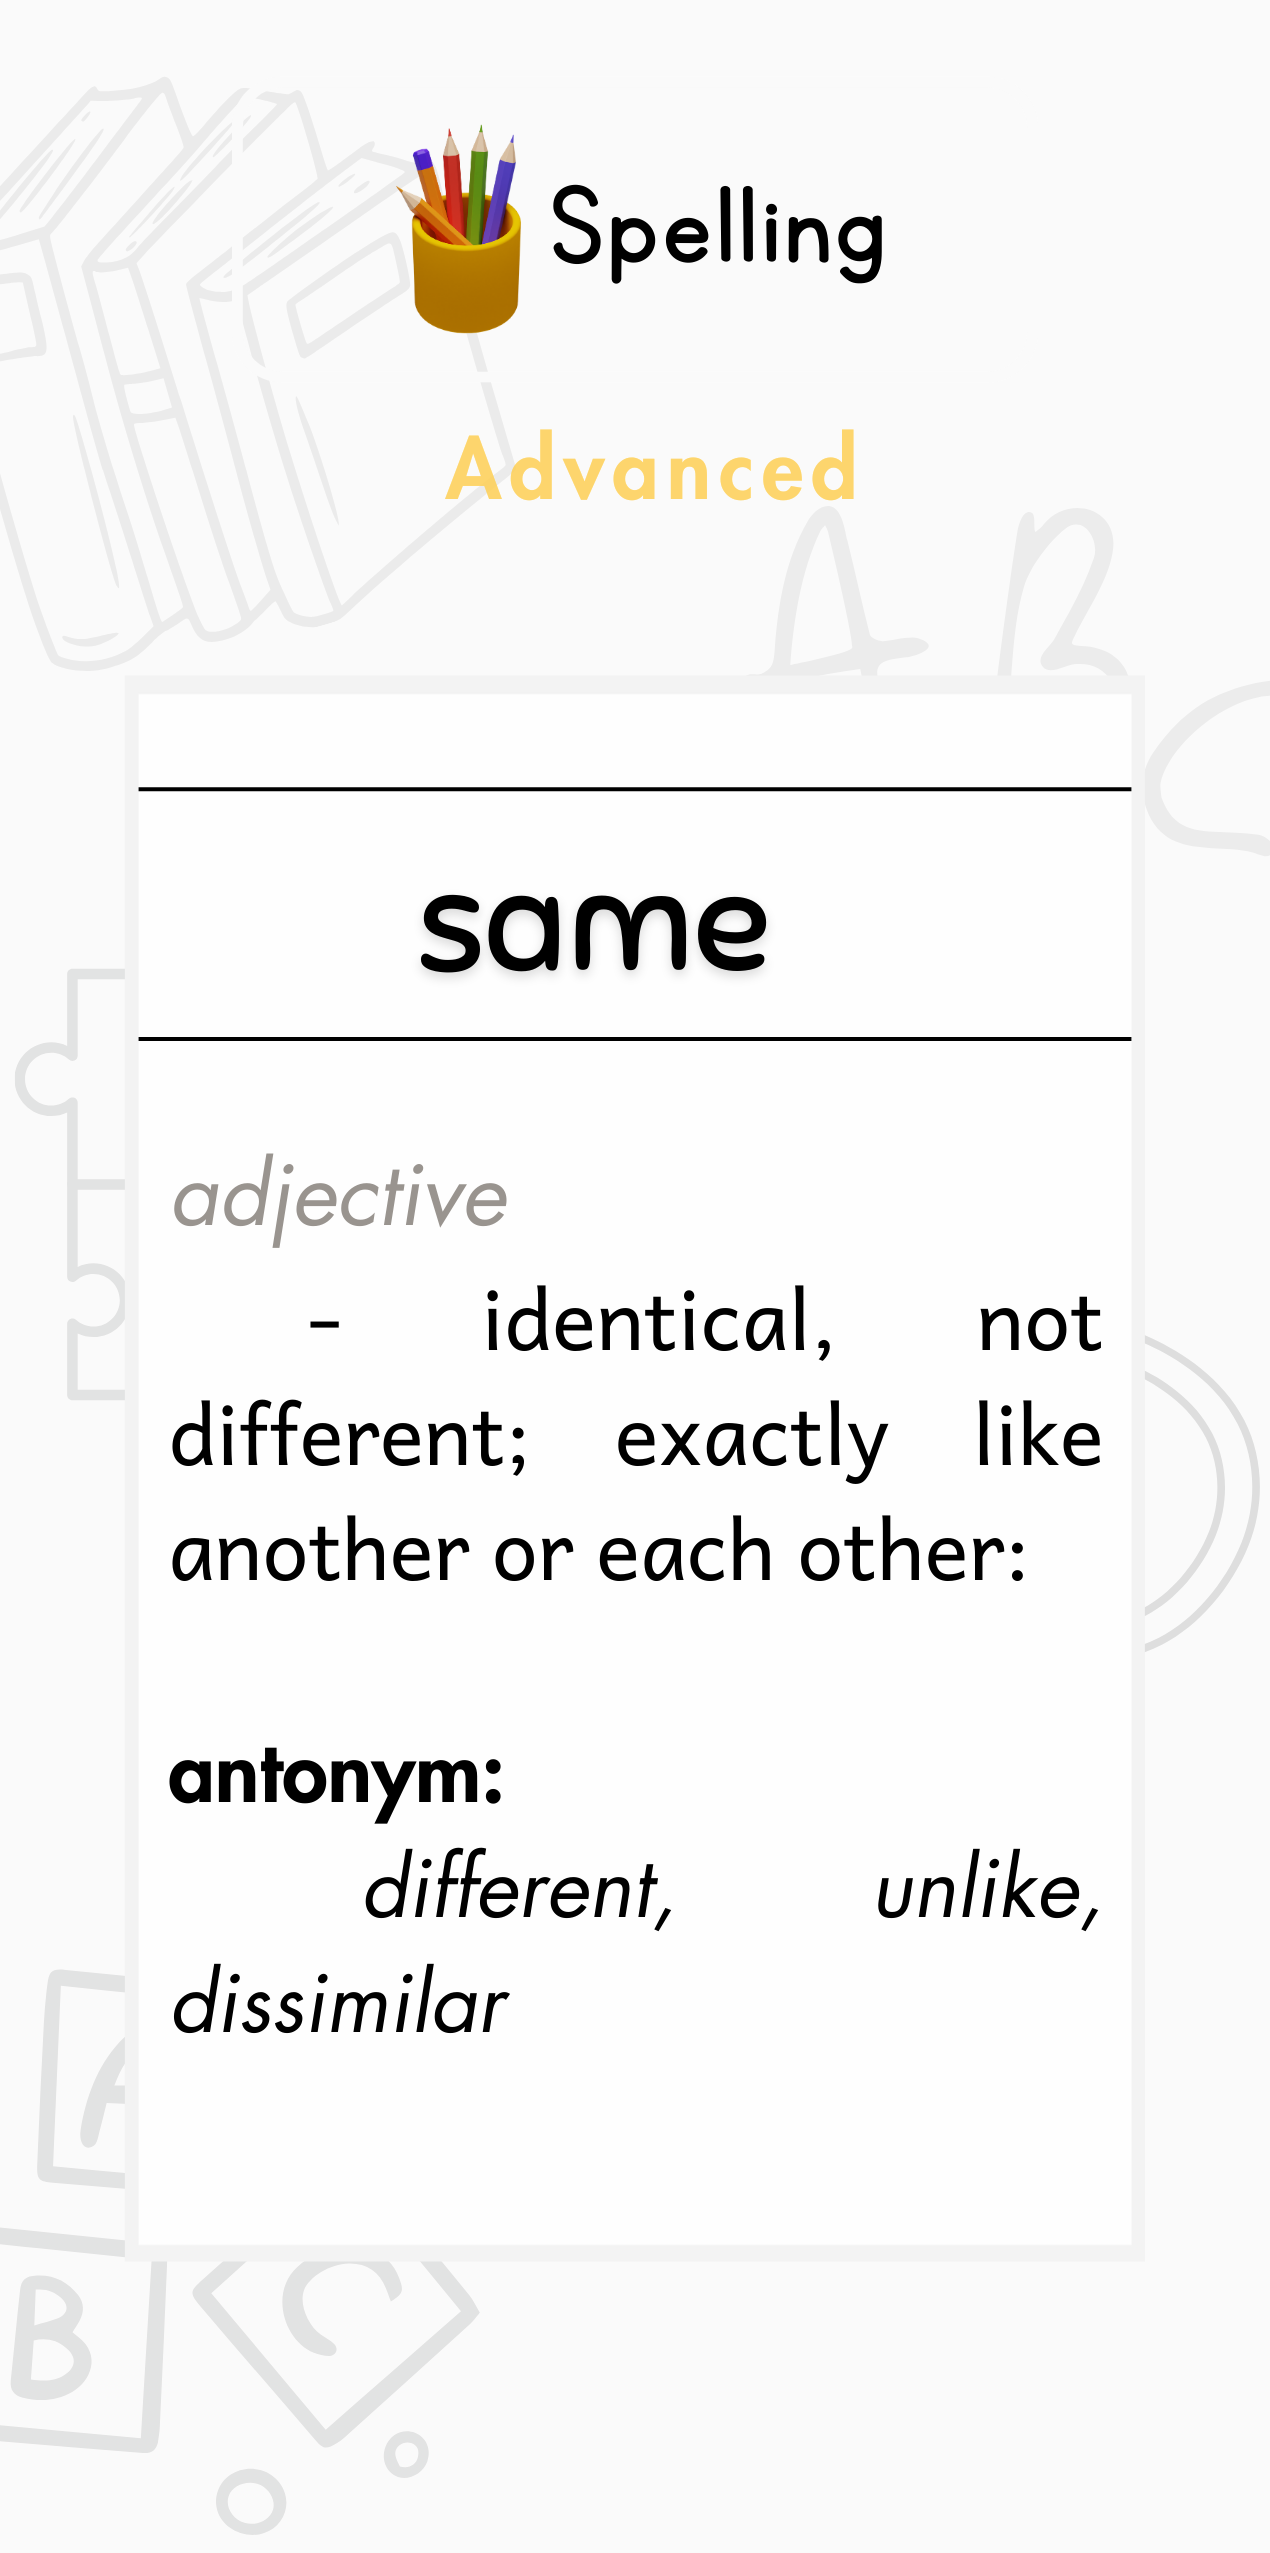 Spelling
Advanced
A B C
same
adjective
- identical, not
different; exactly like
another or each other:
antonym:
different, unlike,
dissimilar
A
B C